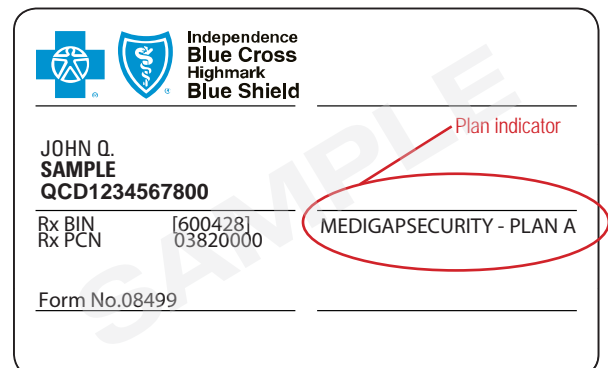 Independence
Blue Cross
Highmark
Blue Shield
Plan indicator
JOHN Q.
SAMPLE
QCD1234567800
Rx BIN [600428]
Rx PCN 03820000
MEDIGAPSECURITY - PLAN A
Form No.08499
SAMPLE